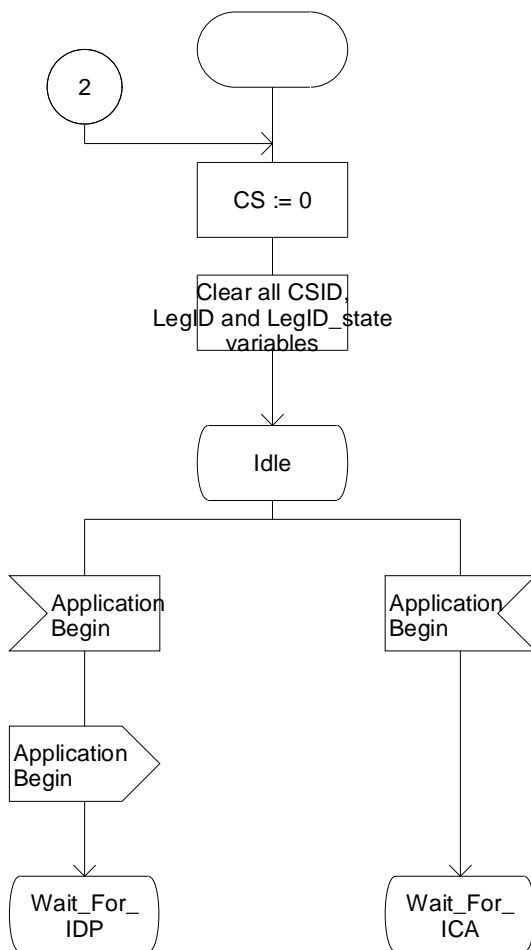 2
CS := 0
Clear all CSID,
LegID and LegID_state
variables
Idle
Application
Begin
Application
Begin
Application
Begin
Wait_For_
IDP
Wait_For_
ICA